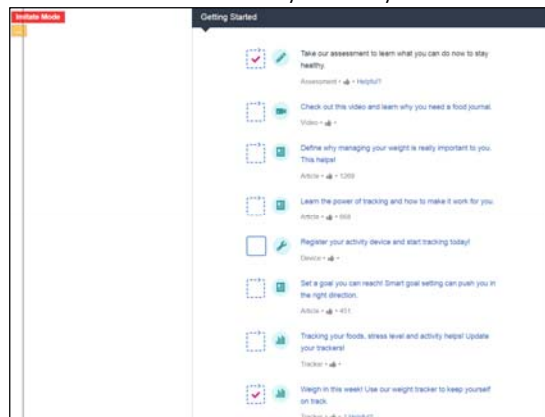 Imitate Mode
Getting Started
Take our assessment to learn what you can do now to stay
healthy.
Assessment • • Helpful?
Check out this video and learn why you need a food journal.
Video • •
Define why managing your weight is really important to you.
This helps!
Article • • 1269
Learn the power of tracking and how to make it work for you.
Article • • 668
Register your activity device and start tracking today!
Device • •
Set a goal you can reach! Smart goal setting can push you in
the right direction.
Article • • 451
Tracking your foods, stress level and activity helps! Update
your trackers!
Tracker • •
Weigh in this week! Use our weight tracker to keep yourself
on track.
Tracker • • Helpful?